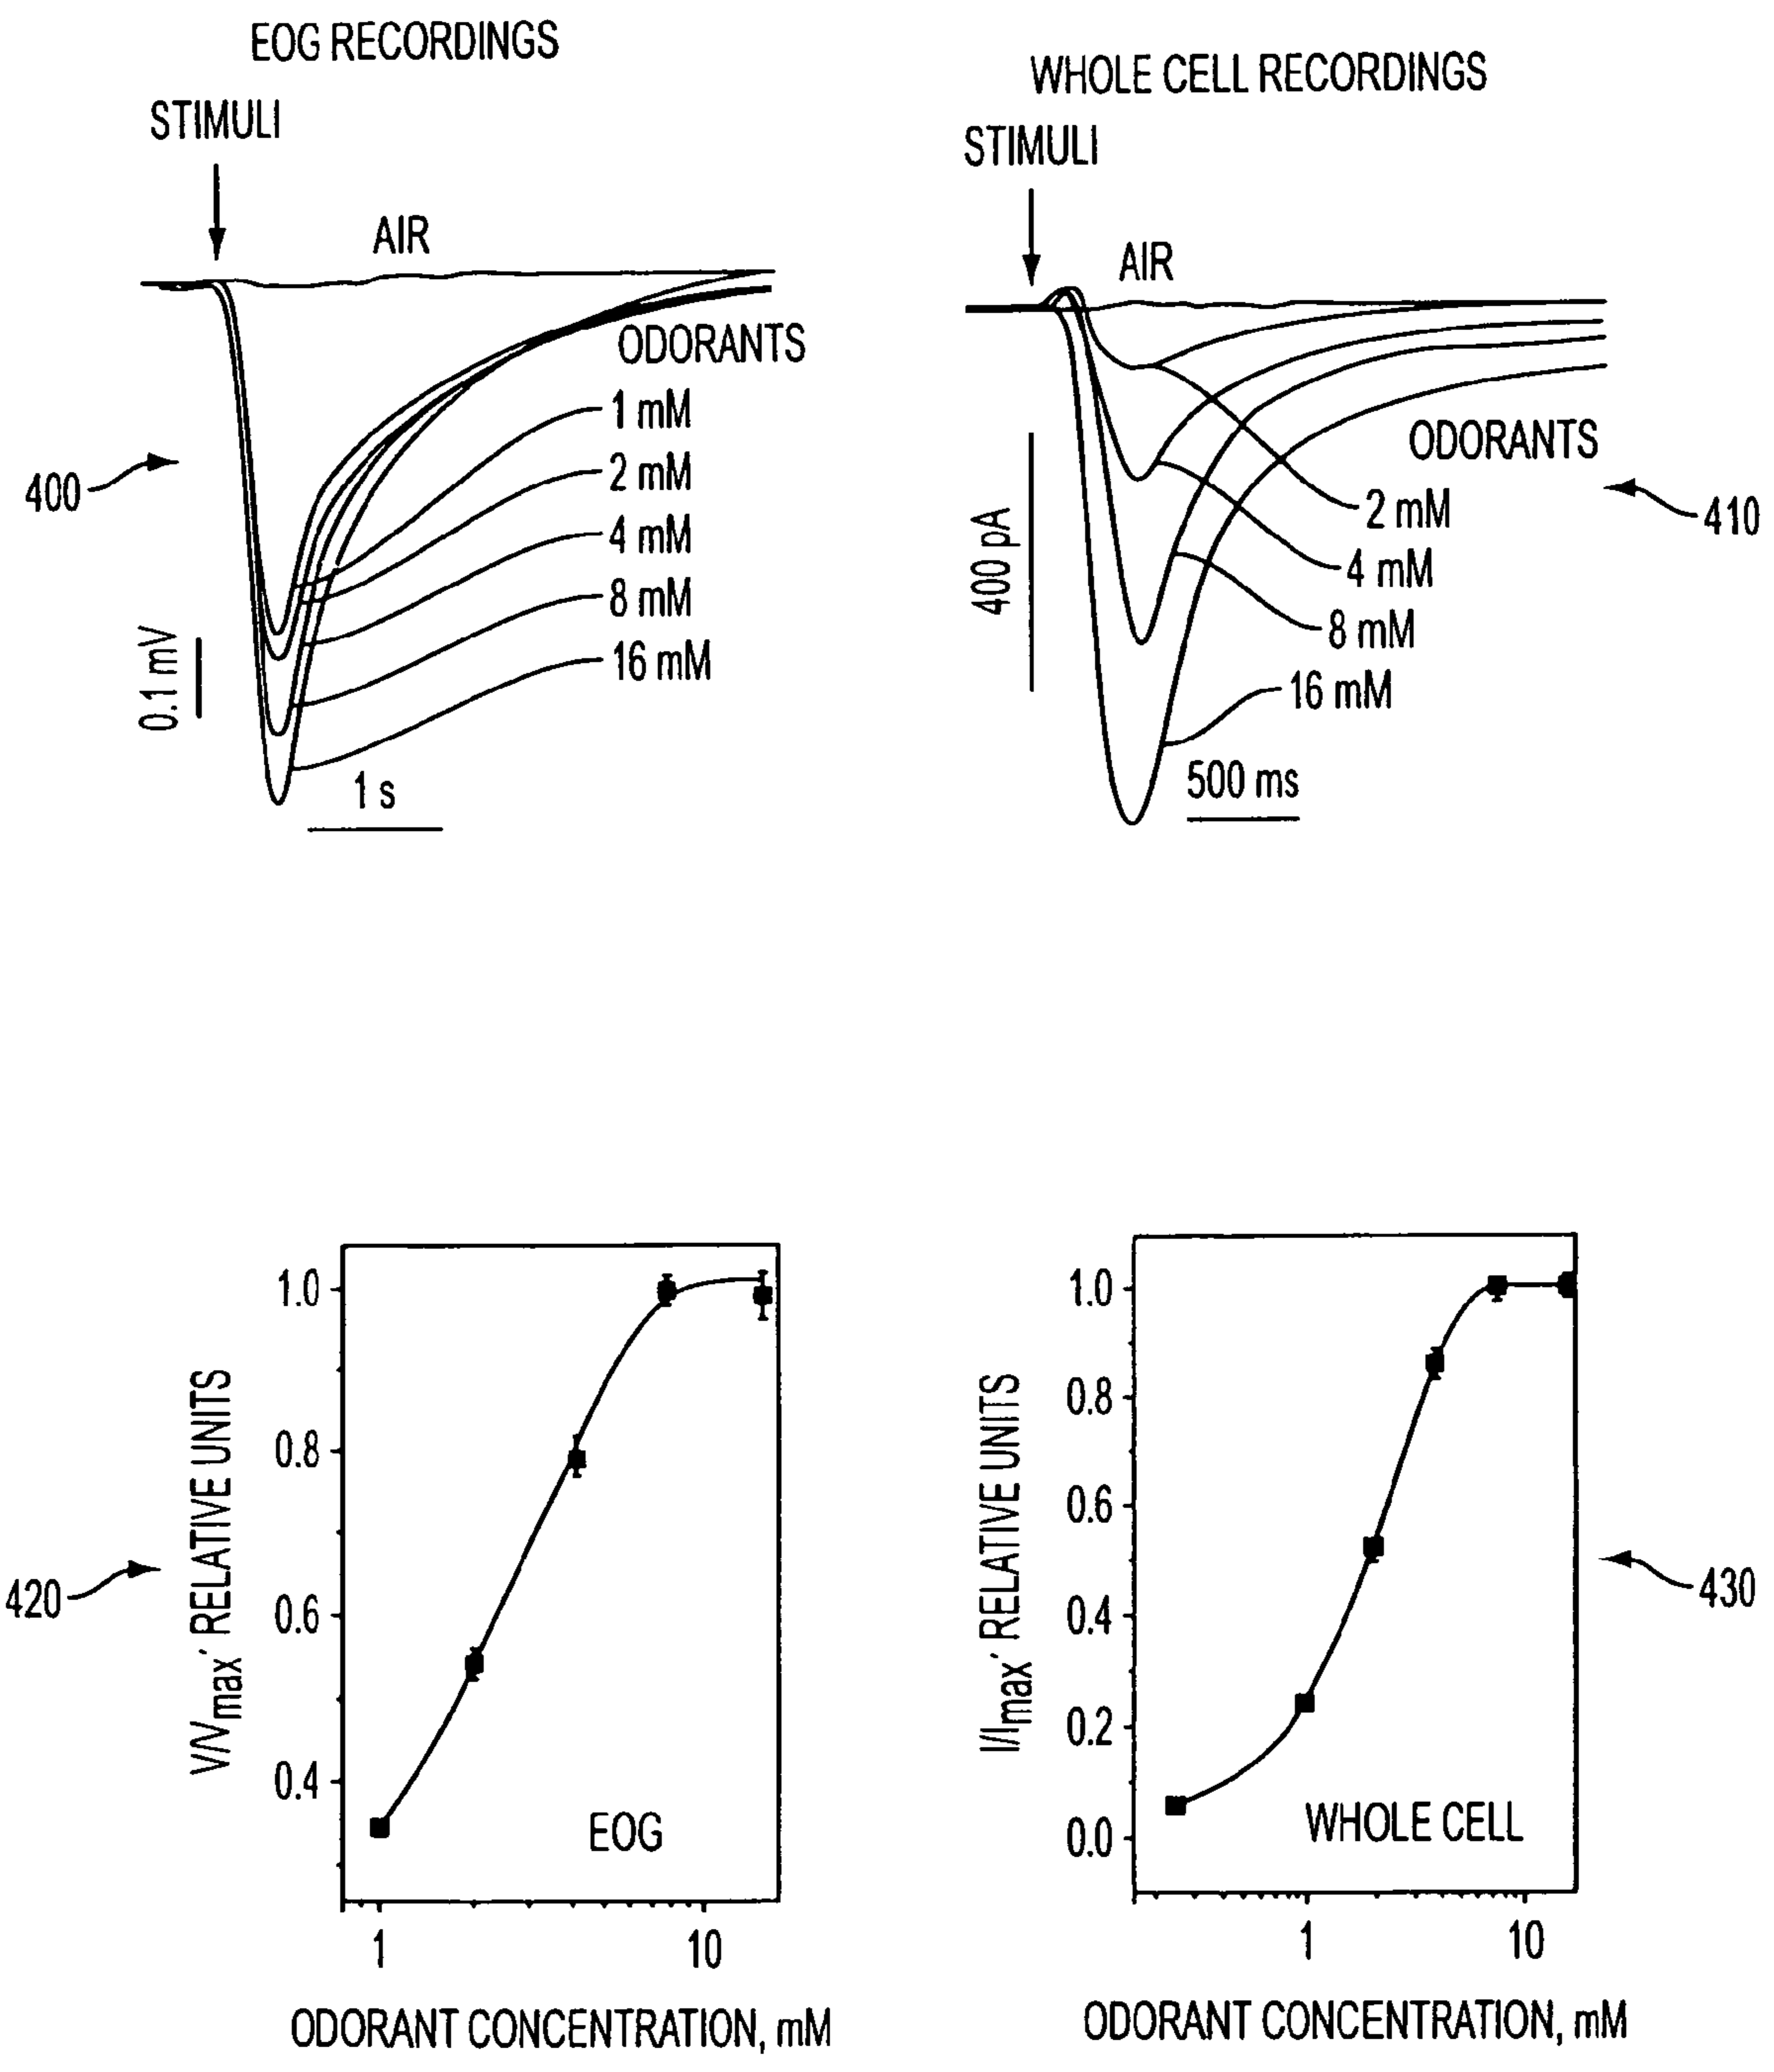 EOG RECORDINGS
STIMULI
AIR
ODORANTS
1 mM
2 mM
4 mM
8 mM
16 mM
400
0.1 mV
1 s
WHOLE CELL RECORDINGS
STIMULI
AIR
ODORANTS
2 mM
4 mM
8 mM
16 mM
410
400 pA
500 ms
1.0
0.8
0.6
0.4
V/Vmax, RELATIVE UNITS
420
EOG
1 10
ODORANT CONCENTRATION, mM
1.0
0.8
0.6
0.4
0.2
0.0
I/Imax, RELATIVE UNITS
430
WHOLE CELL
1 10
ODORANT CONCENTRATION, mM